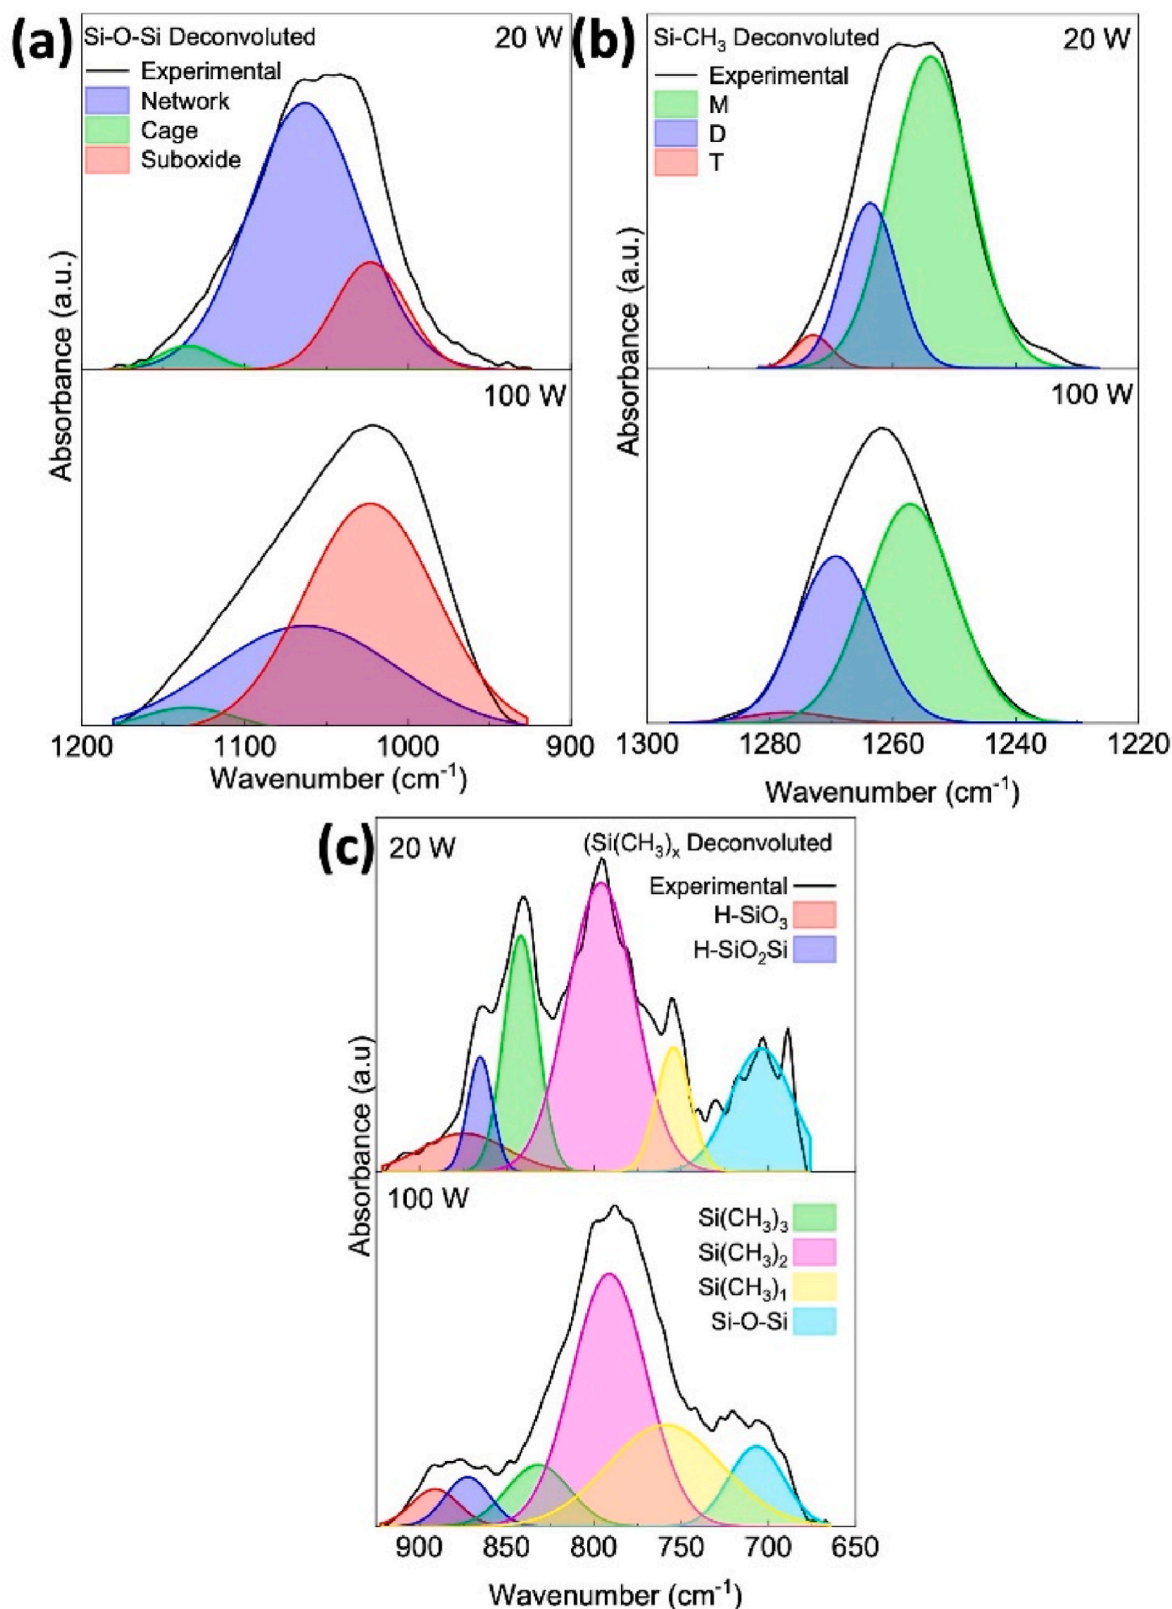 (a)
Si-O-Si Deconvoluted
20 W
Experimental
Network
Cage
Suboxide
100 W
Absorbance (a.u.)
1200 1100 1000 900
Wavenumber (cm⁻¹)
(b)
Si-CH₃ Deconvoluted
20 W
Experimental
M
D
T
100 W
Absorbance (a.u.)
1300 1280 1260 1240 1220
Wavenumber (cm⁻¹)
(c)
20 W
(Si(CH₃)ₓ Deconvoluted
Experimental
H-SiO₃
H-SiO₂Si
100 W
Si(CH₃)₃
Si(CH₃)₂
Si(CH₃)₁
Si-O-Si
Absorbance (a.u)
900 850 800 750 700 650
Wavenumber (cm⁻¹)